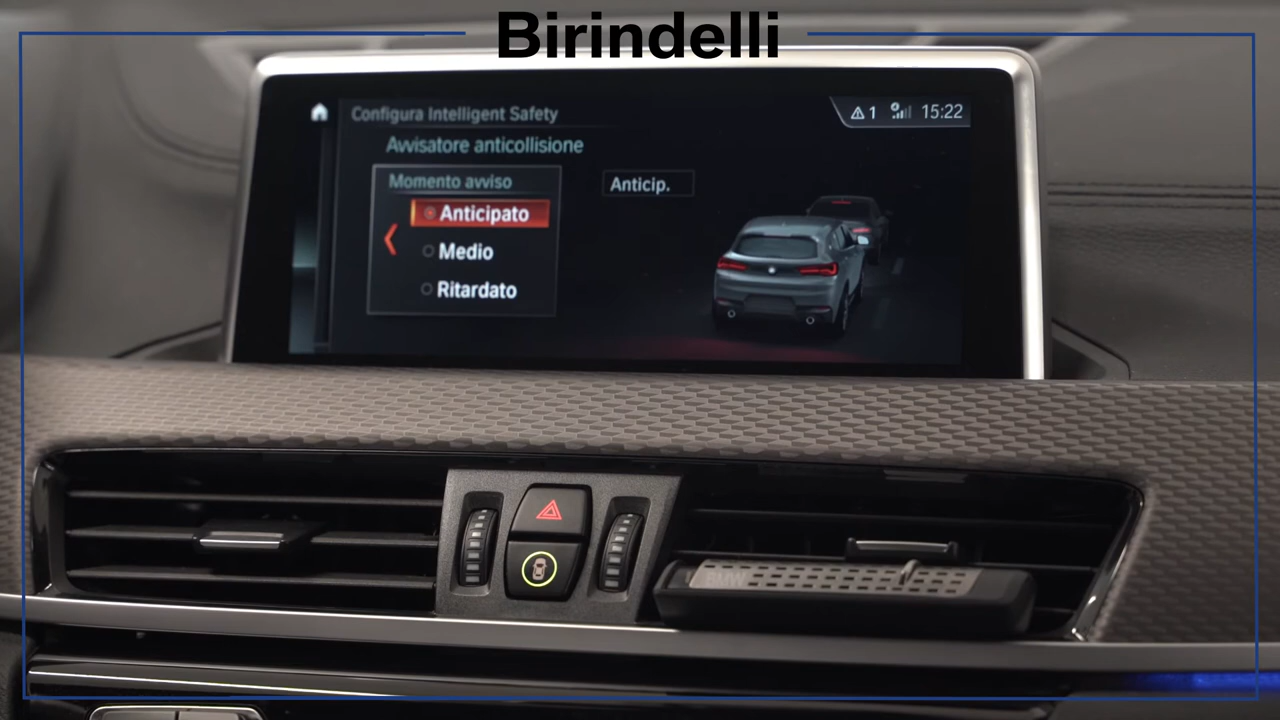 Birindelli
Configura Intelligent Safety
1 15:22
Avvisatore anticollisione
Momento avviso
Anticip.
Anticipato
Medio
Ritardato
BMW